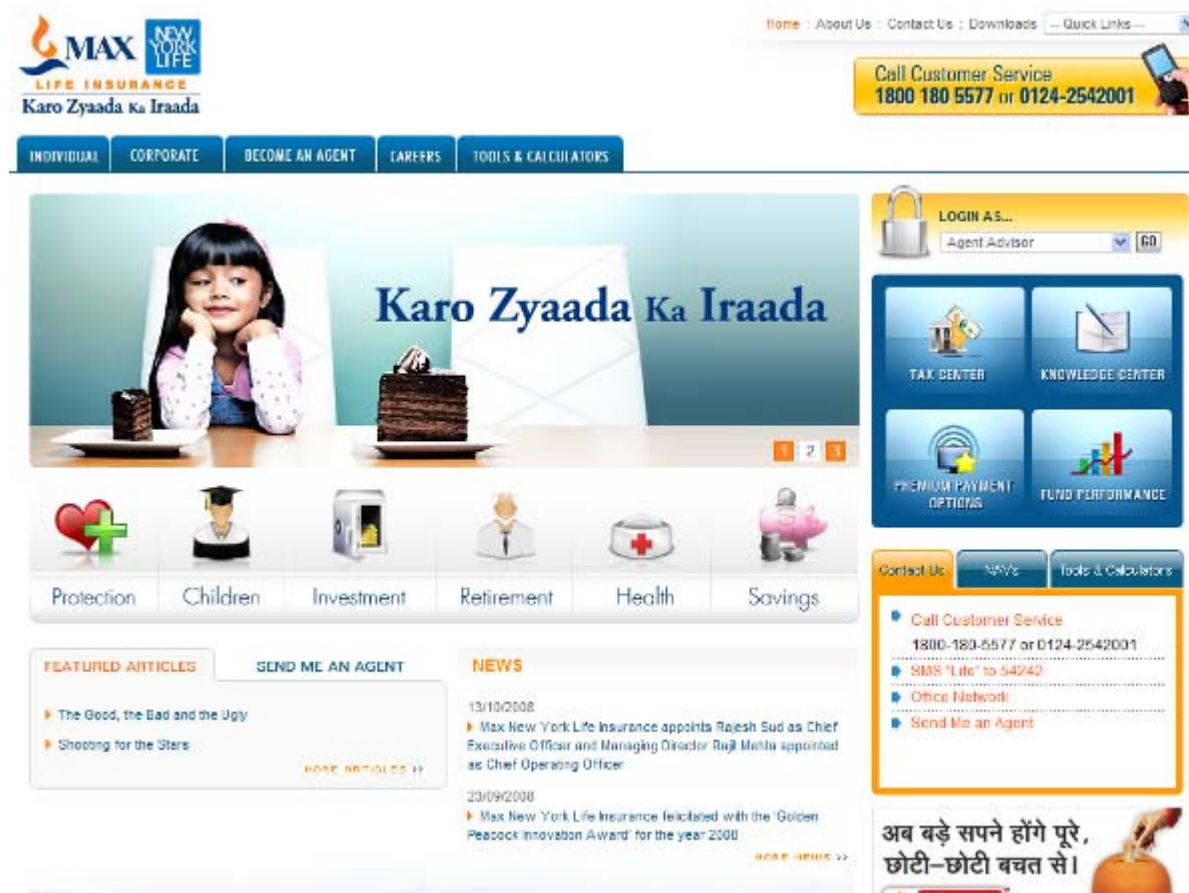 MAX NEW YORK LIFE
LIFE INSURANCE
Karo Zyaada Ka Iraada
Home : About Us : Contact Us : Downloads -- Quick Links --
Call Customer Service
1800 180 5577 or 0124-2542001
INDIVIDUAL CORPORATE BECOME AN AGENT CAREERS TOOLS & CALCULATORS
Karo Zyaada Ka Iraada
1 2 3
LOGIN AS...
Agent Advisor GO
TAX CENTER KNOWLEDGE CENTER
PREMIUM PAYMENT OPTIONS FUND PERFORMANCE
Protection Children Investment Retirement Health Savings
Contact Us NAV's Tools & Calculators
Call Customer Service
1800-180-5577 or 0124-2542001
SMS "Life" to 54242
Office Network
Send Me an Agent
FEATURED ARTICLES SEND ME AN AGENT
The Good, the Bad and the Ugly
Shooting for the Stars
MORE ARTICLES >>
NEWS
13/10/2008
Max New York Life Insurance appoints Rajesh Sud as Chief
Executive Officer and Managing Director Rajit Mehta appointed
as Chief Operating Officer
23/09/2008
Max New York Life Insurance felicitated with the 'Golden
Peacock Innovation Award' for the year 2008
MORE NEWS >>
अब बड़े सपने होंगे पूरे,
छोटी-छोटी बचत से।